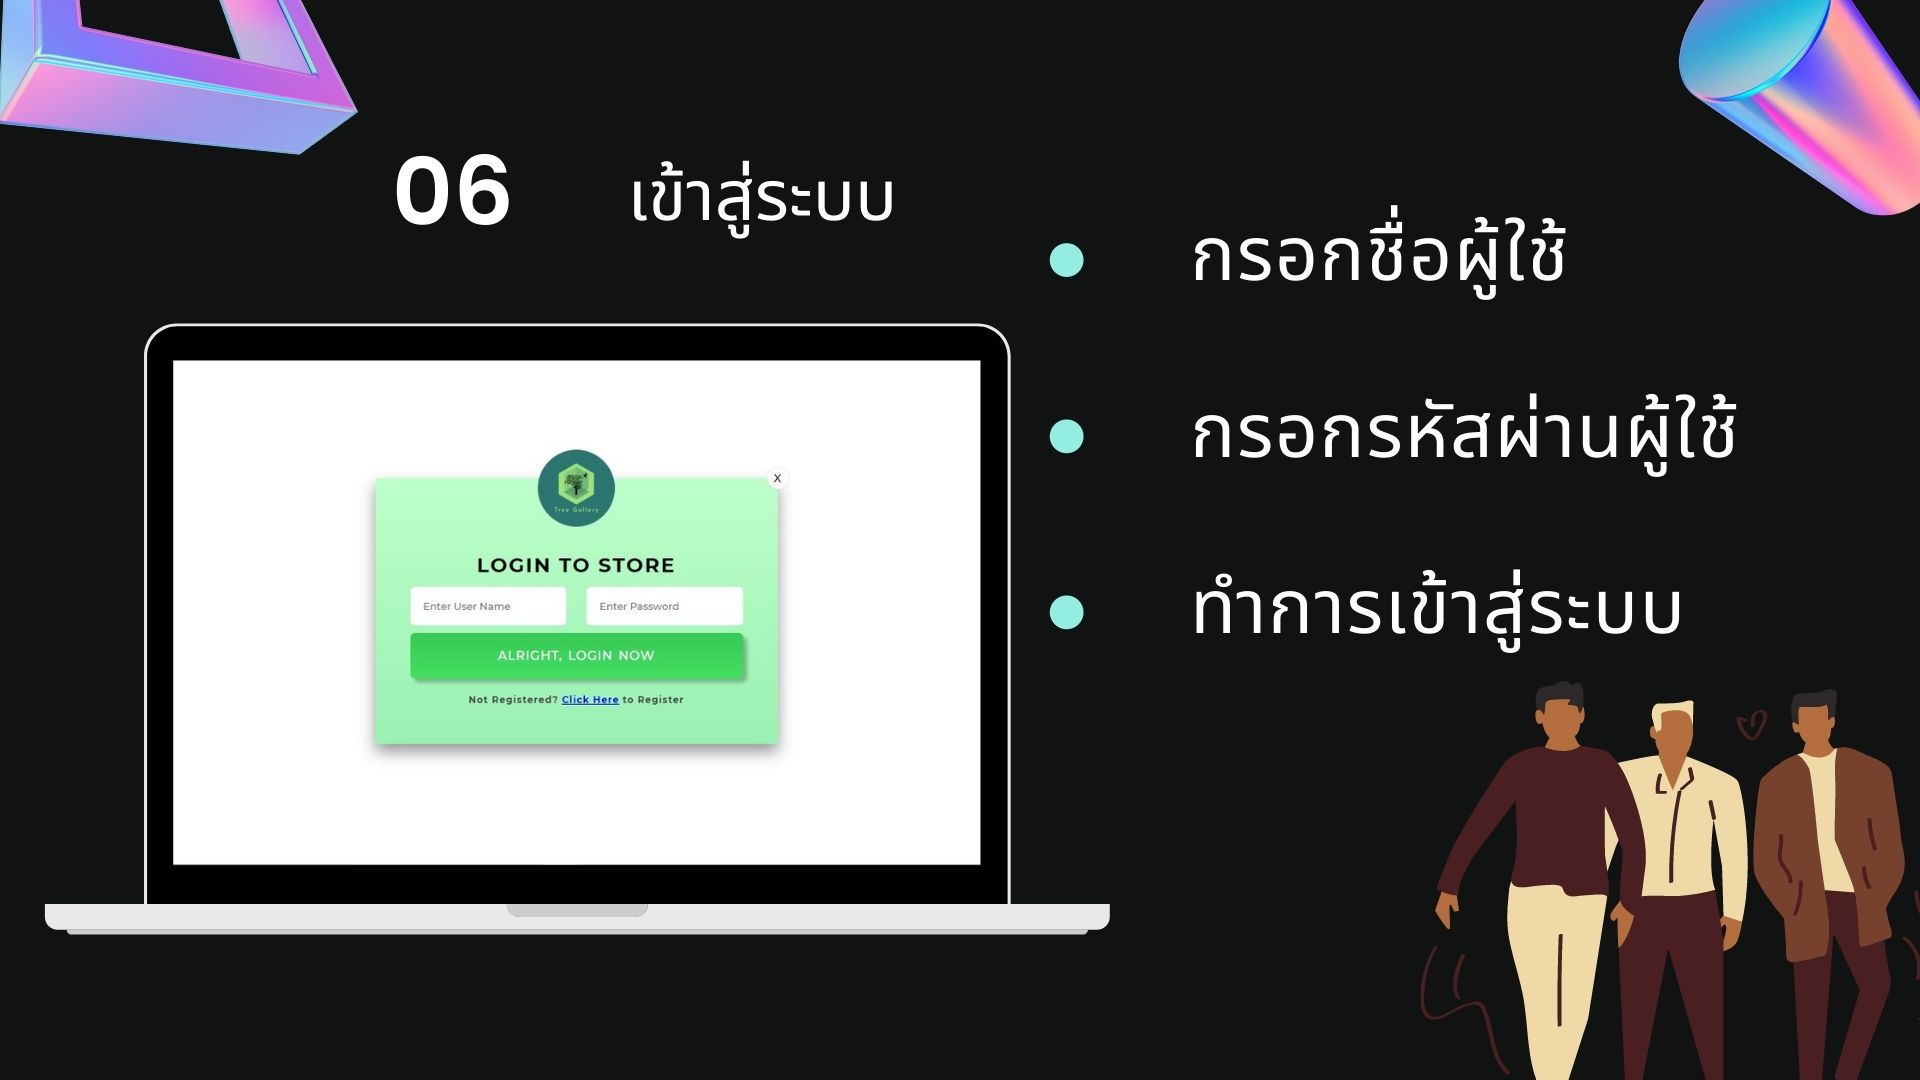 06
เข้าสู่ระบบ
กรอกชื่อผู้ใช้
กรอกรหัสผ่านผู้ใช้
ทำการเข้าสู่ระบบ
X
Tree Gallery
LOGIN TO STORE
Enter User Name
Enter Password
ALRIGHT, LOGIN NOW
Not Registered? Click Here to Register